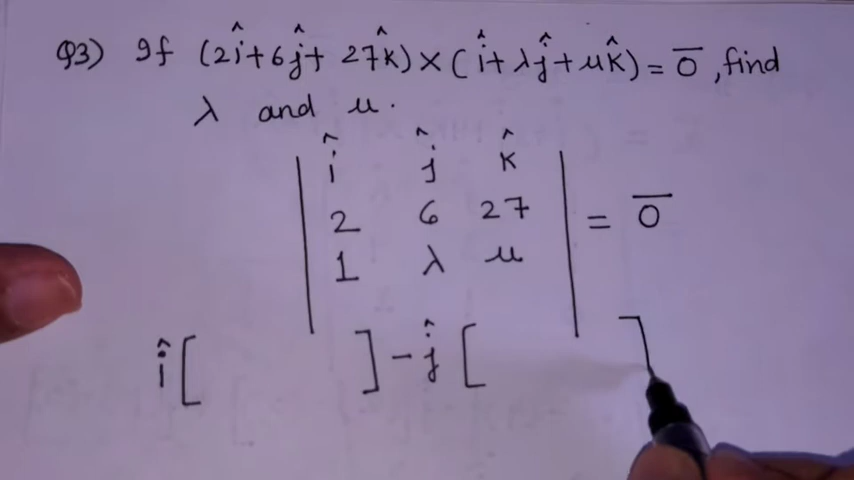 Q3) If (2î+6ĵ+ 27k̂)×(î+λĵ+μk̂)=0̅, find
λ and μ.
| î ĵ k̂ |
| 2 6 27 | = 0̅
| 1 λ μ |
î[ ] - ĵ [ ]